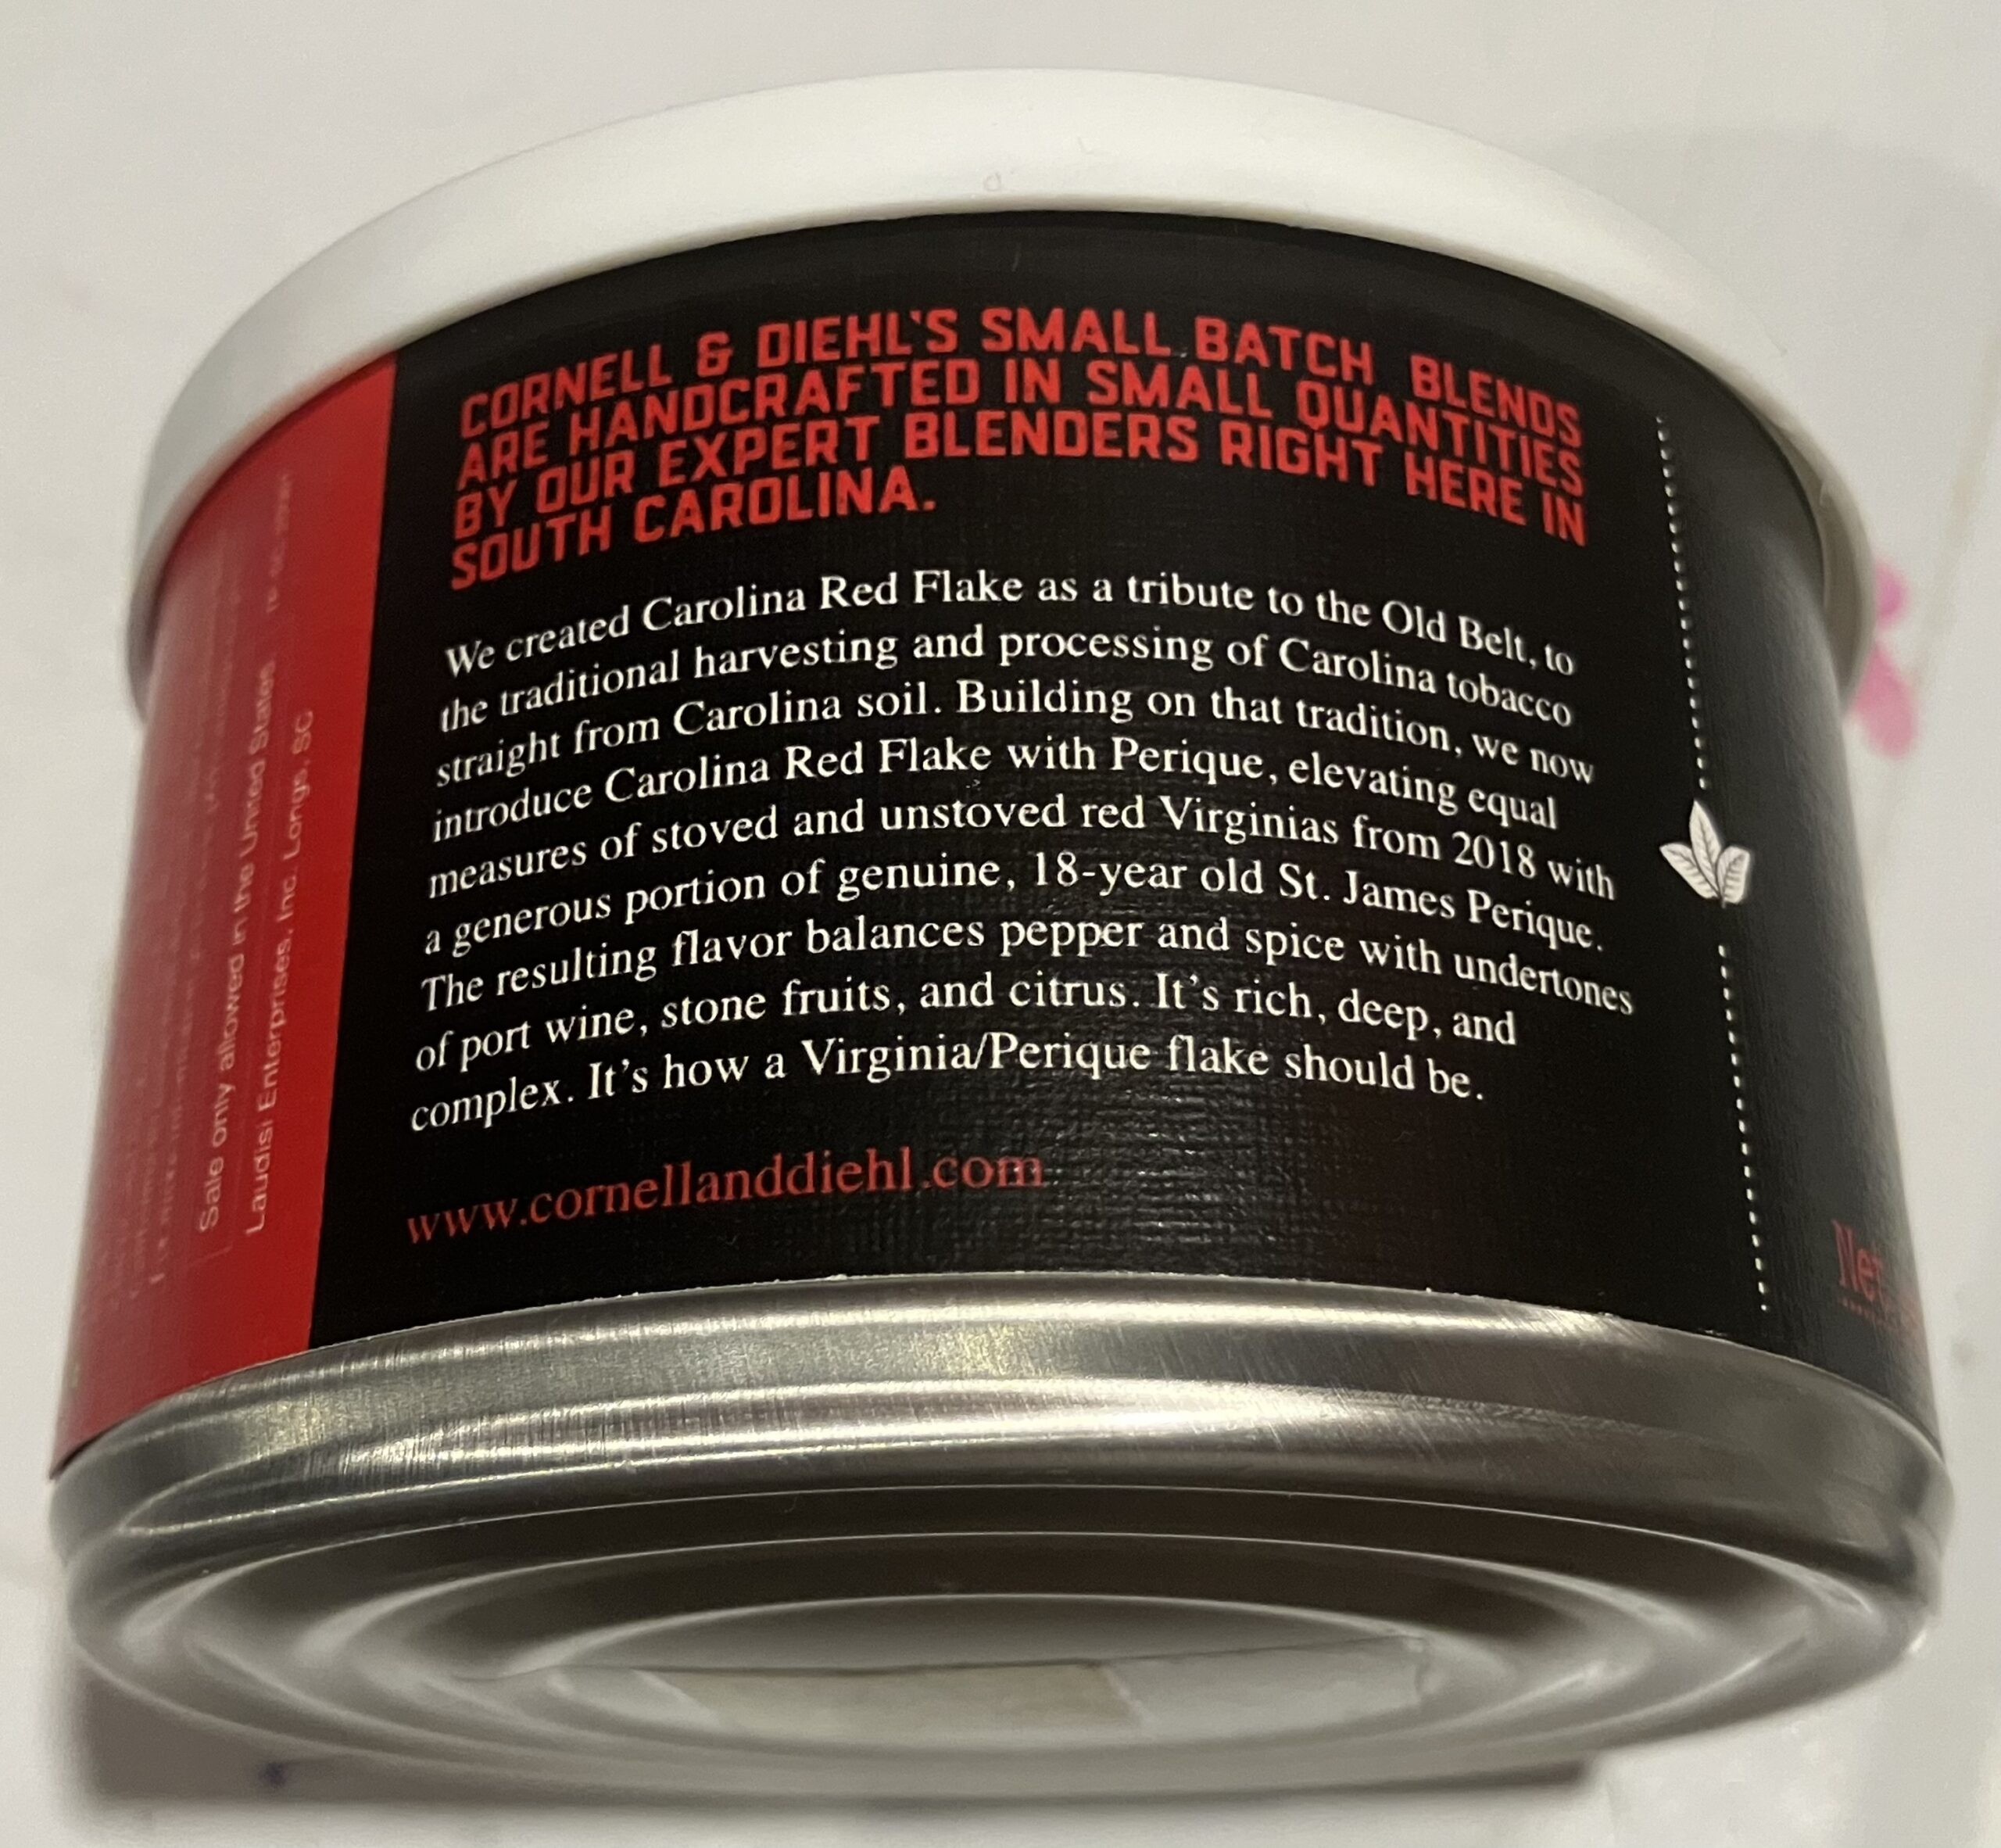 CORNELL & DIEHL'S SMALL BATCH BLENDS
ARE HANDCRAFTED IN SMALL QUANTITIES
BY OUR EXPERT BLENDERS RIGHT HERE IN
SOUTH CAROLINA.
We created Carolina Red Flake as a tribute to the Old Belt, to
the traditional harvesting and processing of Carolina tobacco
straight from Carolina soil. Building on that tradition, we now
introduce Carolina Red Flake with Perique, elevating equal
measures of stoved and unstoved red Virginias from 2018 with
a generous portion of genuine, 18-year old St. James Perique.
The resulting flavor balances pepper and spice with undertones
of port wine, stone fruits, and citrus. It's rich, deep, and
complex. It's how a Virginia/Perique flake should be.
www.cornellanddiehl.com
Sale only allowed in the United States
Laudisi Enterprises, Inc. Longs, SC
Net